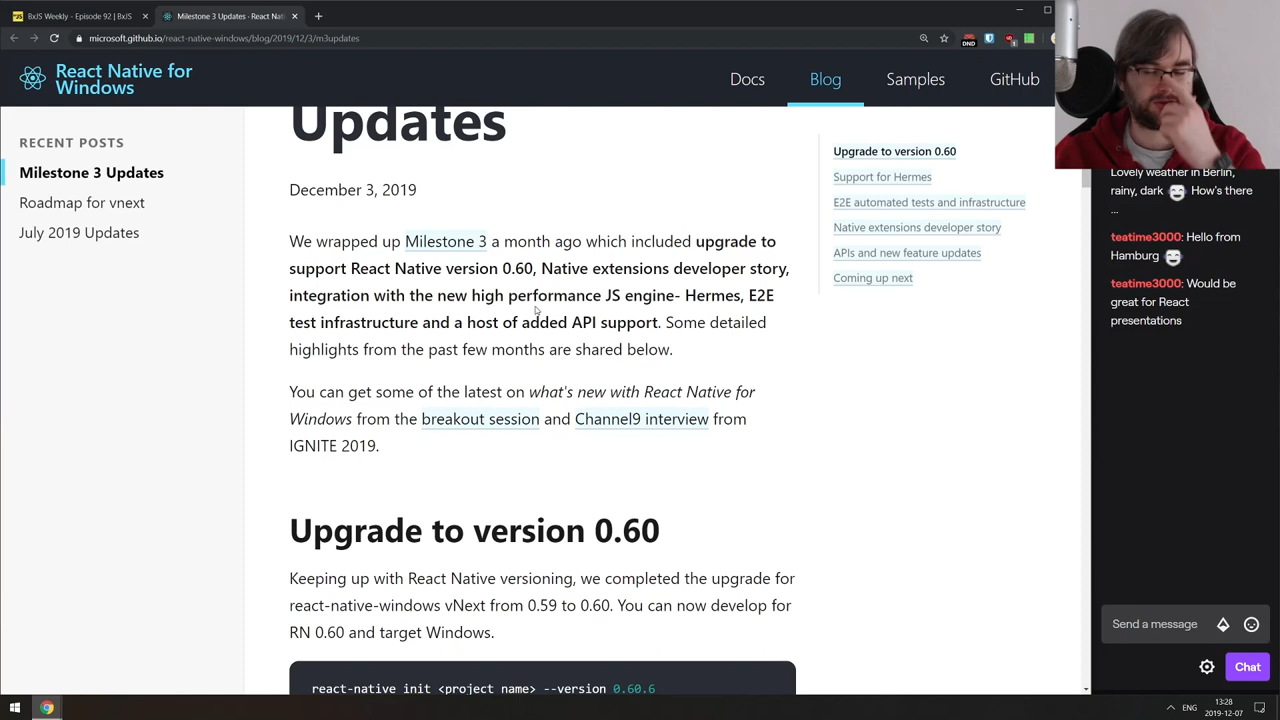 BxJS Weekly - Episode 92 | BxJS
Milestone 3 Updates · React Nati
microsoft.github.io/react-native-windows/blog/2019/12/3/m3updates
DND
1
React Native for
Windows
Docs
Blog
Samples
GitHub
RECENT POSTS
Milestone 3 Updates
Roadmap for vnext
July 2019 Updates
Updates
December 3, 2019
We wrapped up Milestone 3 a month ago which included upgrade to
support React Native version 0.60, Native extensions developer story,
integration with the new high performance JS engine- Hermes, E2E
test infrastructure and a host of added API support. Some detailed
highlights from the past few months are shared below.
You can get some of the latest on what's new with React Native for
Windows from the breakout session and Channel9 interview from
IGNITE 2019.
Upgrade to version 0.60
Keeping up with React Native versioning, we completed the upgrade for
react-native-windows vNext from 0.59 to 0.60. You can now develop for
RN 0.60 and target Windows.
react-native init <project name> --version 0.60.6
Upgrade to version 0.60
Support for Hermes
E2E automated tests and infrastructure
Native extensions developer story
APIs and new feature updates
Coming up next
Lovely weather in Berlin,
rainy, dark How's there
...
teatime3000: Hello from
Hamburg
teatime3000: Would be
great for React
presentations
Send a message
Chat
ENG
13:28
2019-12-07